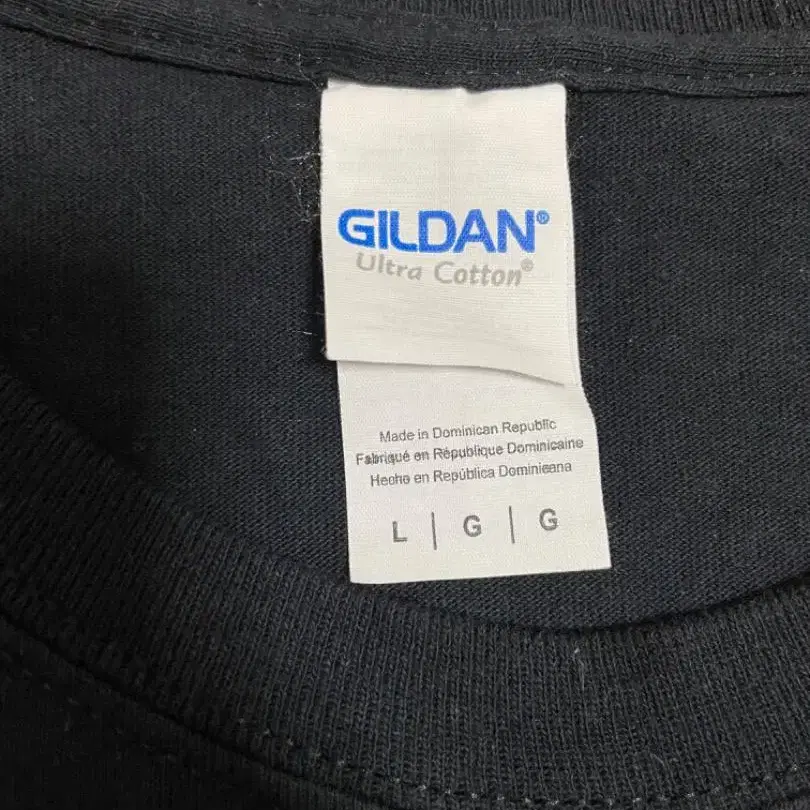 GILDAN®
Ultra Cotton®
Made in Dominican Republic
Fabriqué en République Dominicaine
Hecho en República Dominicana
L | G | G